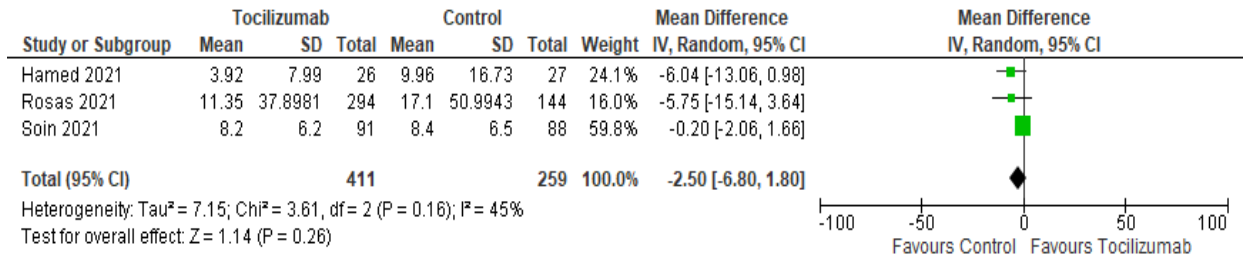 Tocilizumab Control Mean Difference Mean Difference
Study or Subgroup Mean SD Total Mean SD Total Weight IV, Random, 95% CI IV, Random, 95% CI
Hamed 2021 3.92 7.99 26 9.96 16.73 27 24.1% -6.04 [-13.06, 0.98]
Rosas 2021 11.35 37.8981 294 17.1 50.9943 144 16.0% -5.75 [-15.14, 3.64]
Soin 2021 8.2 6.2 91 8.4 6.5 88 59.8% -0.20 [-2.06, 1.66]
Total (95% CI) 411 259 100.0% -2.50 [-6.80, 1.80]
Heterogeneity: Tau² = 7.15; Chi² = 3.61, df = 2 (P = 0.16); I² = 45%
Test for overall effect: Z = 1.14 (P = 0.26)
-100 -50 0 50 100
Favours Control Favours Tocilizumab